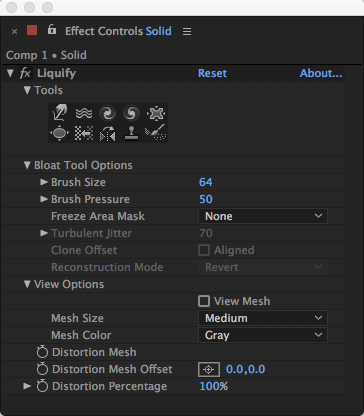 Effect Controls Solid
Comp 1 • Solid
fx Liquify Reset About...
Tools
Bloat Tool Options
Brush Size 64
Brush Pressure 50
Freeze Area Mask None
Turbulent Jitter 70
Clone Offset Aligned
Reconstruction Mode Revert
View Options
View Mesh
Mesh Size Medium
Mesh Color Gray
Distortion Mesh
Distortion Mesh Offset 0.0,0.0
Distortion Percentage 100%